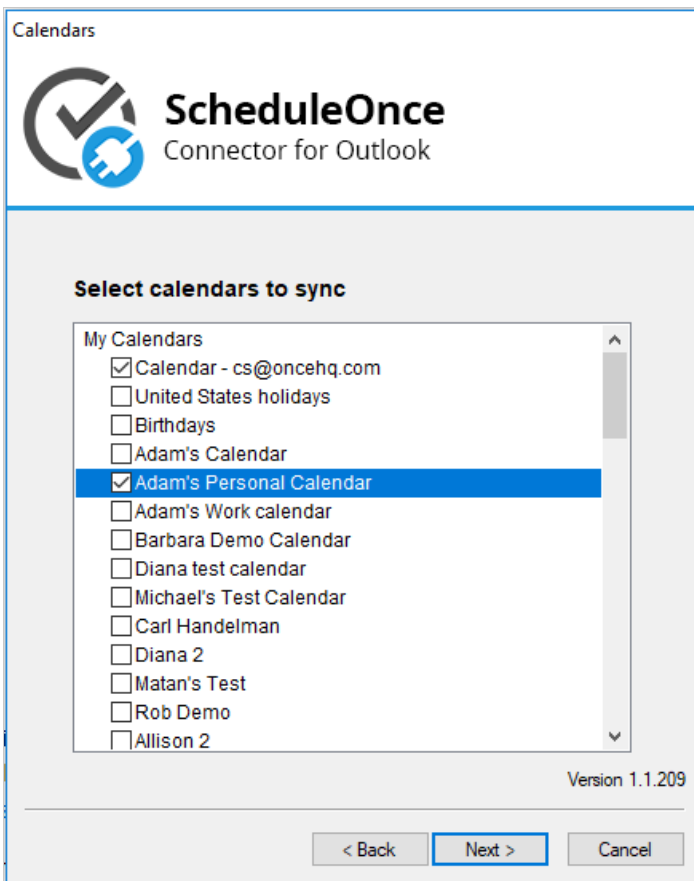 Calendars
ScheduleOnce
Connector for Outlook
Select calendars to sync
My Calendars
Calendar - cs@oncehq.com
United States holidays
Birthdays
Adam's Calendar
Adam's Personal Calendar
Adam's Work calendar
Barbara Demo Calendar
Diana test calendar
Michael's Test Calendar
Carl Handelman
Diana 2
Matan's Test
Rob Demo
Allison 2
Version 1.1.209
< Back Next > Cancel